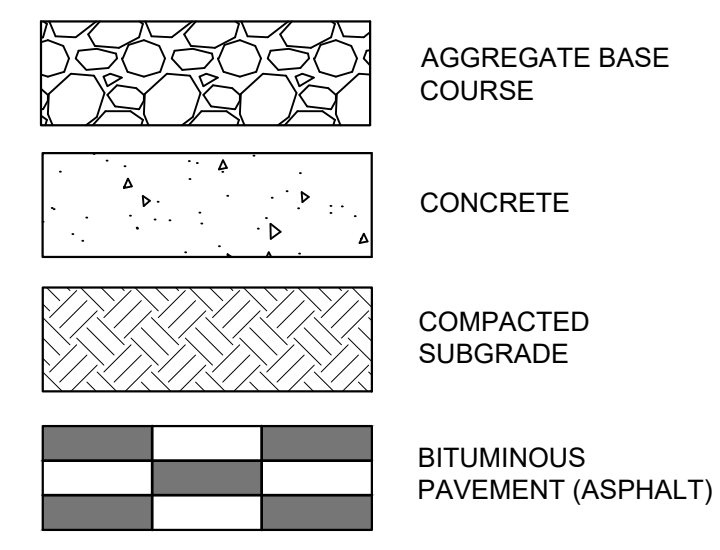 AGGREGATE BASE
COURSE
CONCRETE
COMPACTED
SUBGRADE
BITUMINOUS
PAVEMENT (ASPHALT)